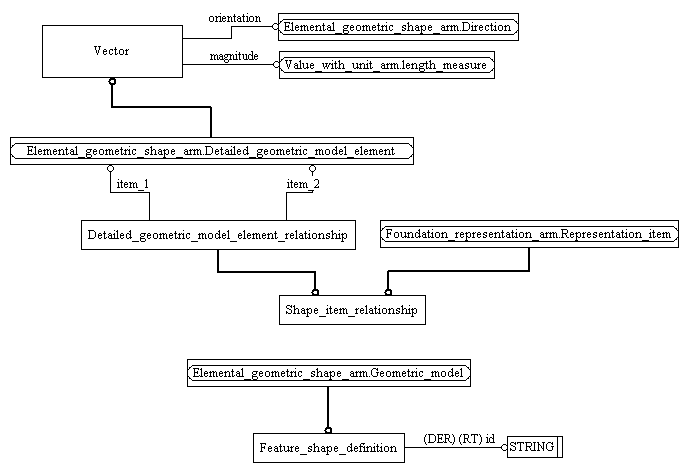 orientation
Elemental_geometric_shape_arm.Direction
Vector
magnitude
Value_with_unit_arm.length_measure
Elemental_geometric_shape_arm.Detailed_geometric_model_element
item_1
item_2
Detailed_geometric_model_element_relationship
Foundation_representation_arm.Representation_item
Shape_item_relationship
Elemental_geometric_shape_arm.Geometric_model
(DER) (RT) id
Feature_shape_definition
STRING